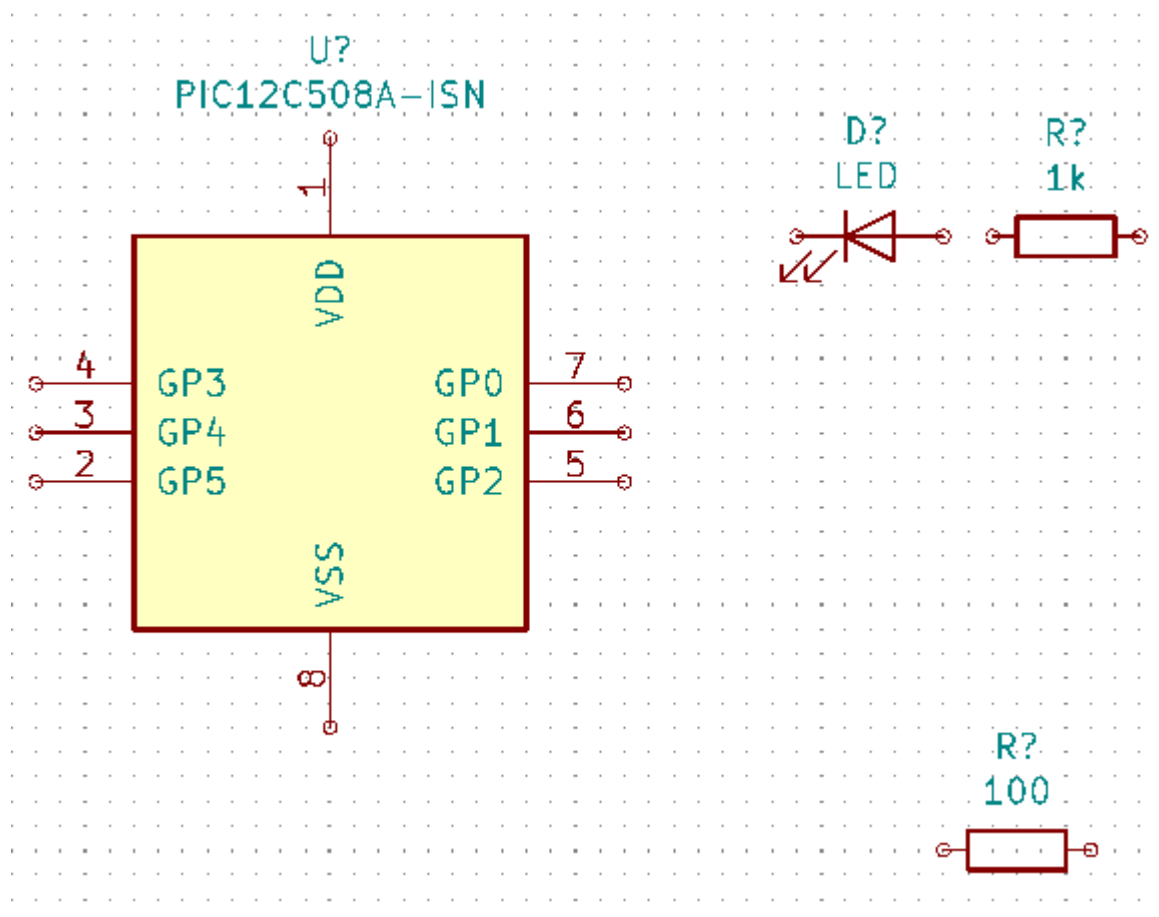 U?
PIC12C508A-ISN
1
VDD
4 GP3 GP0 7
3 GP4 GP1 6
2 GP5 GP2 5
VSS
8
D?
LED
R?
1k
R?
100